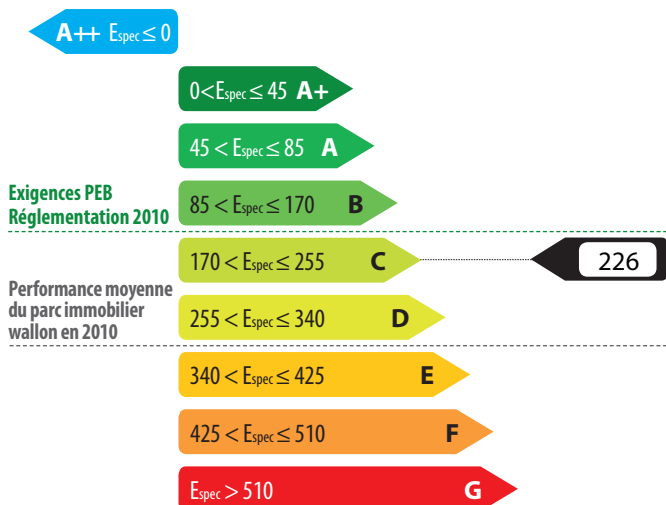 A++ Espec ≤ 0
0 < Espec ≤ 45 A+
45 < Espec ≤ 85 A
Exigences PEB
Réglementation 2010
85 < Espec ≤ 170 B
170 < Espec ≤ 255 C
226
Performance moyenne
du parc immobilier
wallon en 2010
255 < Espec ≤ 340 D
340 < Espec ≤ 425 E
425 < Espec ≤ 510 F
Espec > 510 G